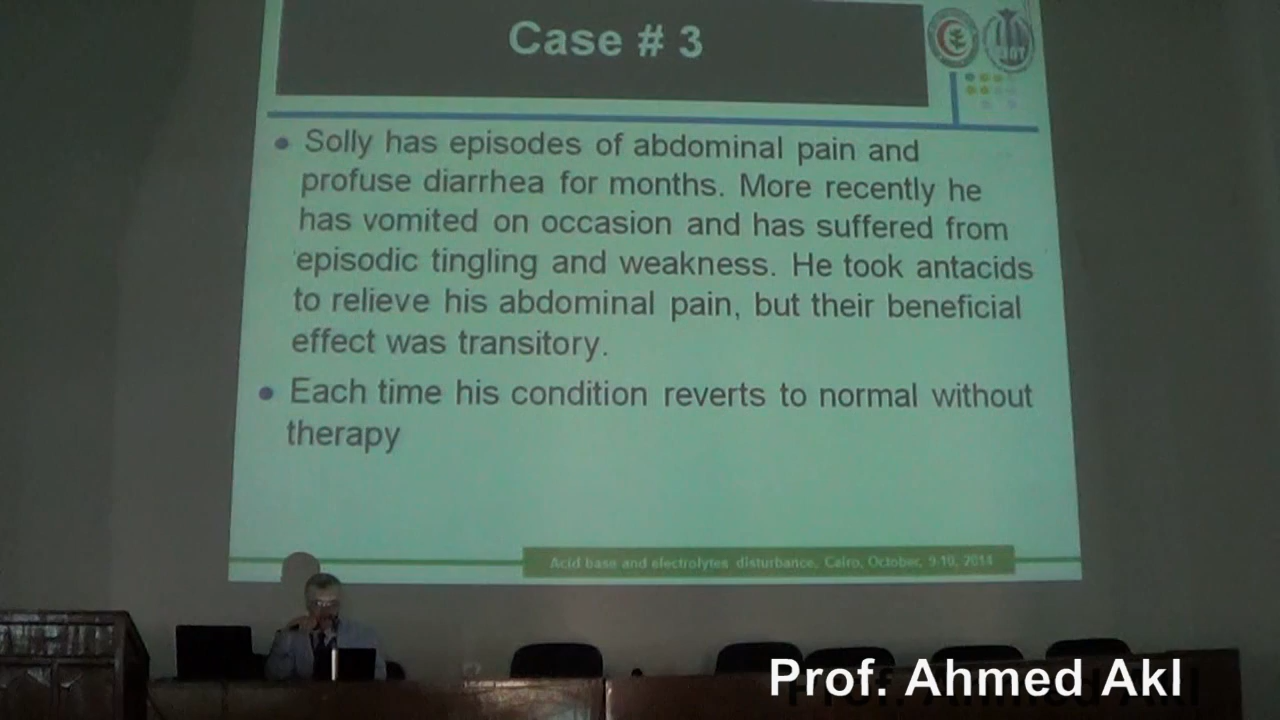 Case # 3
• Solly has episodes of abdominal pain and
profuse diarrhea for months. More recently he
has vomited on occasion and has suffered from
episodic tingling and weakness. He took antacids
to relieve his abdominal pain, but their beneficial
effect was transitory.
• Each time his condition reverts to normal without
therapy
Acid base and electrolytes disturbance, Cairo, October, 9-10, 2014
Prof. Ahmed Akl